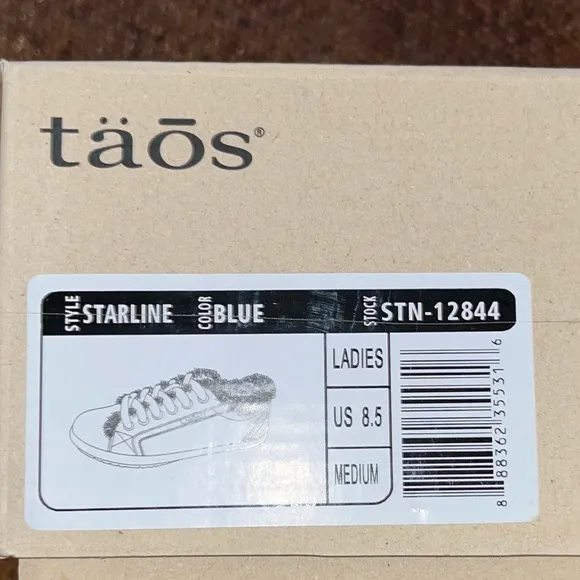 täōs®
STYLE STARLINE COLOR BLUE STOCK STN-12844
LADIES
US 8.5
MEDIUM
8 88362 35531 6